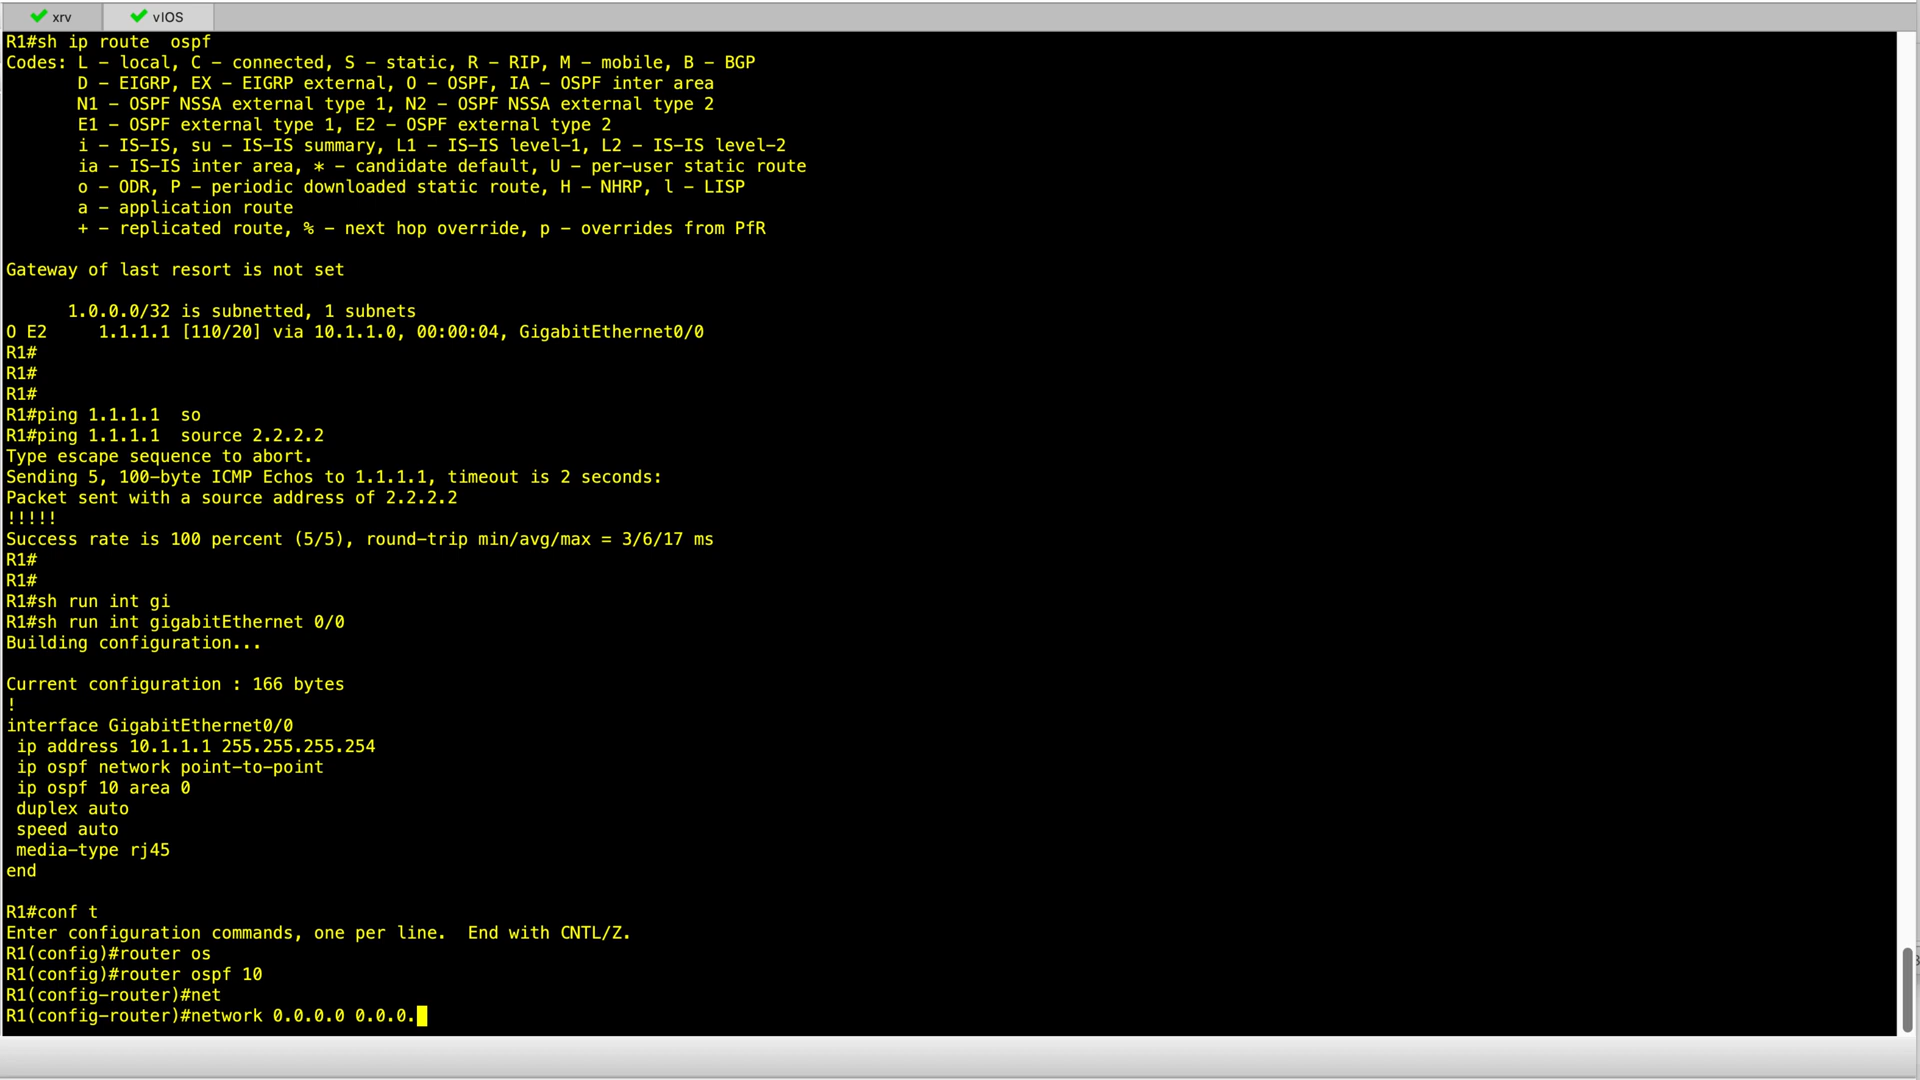 xrv
vIOS
R1#sh ip route  ospf
Codes: L - local, C - connected, S - static, R - RIP, M - mobile, B - BGP
       D - EIGRP, EX - EIGRP external, O - OSPF, IA - OSPF inter area
       N1 - OSPF NSSA external type 1, N2 - OSPF NSSA external type 2
       E1 - OSPF external type 1, E2 - OSPF external type 2
       i - IS-IS, su - IS-IS summary, L1 - IS-IS level-1, L2 - IS-IS level-2
       ia - IS-IS inter area, * - candidate default, U - per-user static route
       o - ODR, P - periodic downloaded static route, H - NHRP, l - LISP
       a - application route
       + - replicated route, % - next hop override, p - overrides from PfR
Gateway of last resort is not set
      1.0.0.0/32 is subnetted, 1 subnets
O E2     1.1.1.1 [110/20] via 10.1.1.0, 00:00:04, GigabitEthernet0/0
R1#
R1#
R1#
R1#ping 1.1.1.1  so
R1#ping 1.1.1.1  source 2.2.2.2
Type escape sequence to abort.
Sending 5, 100-byte ICMP Echos to 1.1.1.1, timeout is 2 seconds:
Packet sent with a source address of 2.2.2.2
!!!!!
Success rate is 100 percent (5/5), round-trip min/avg/max = 3/6/17 ms
R1#
R1#
R1#sh run int gi
R1#sh run int gigabitEthernet 0/0
Building configuration...
Current configuration : 166 bytes
!
interface GigabitEthernet0/0
 ip address 10.1.1.1 255.255.255.254
 ip ospf network point-to-point
 ip ospf 10 area 0
 duplex auto
 speed auto
 media-type rj45
end
R1#conf t
Enter configuration commands, one per line.  End with CNTL/Z.
R1(config)#router os
R1(config)#router ospf 10
R1(config-router)#net
R1(config-router)#network 0.0.0.0 0.0.0.